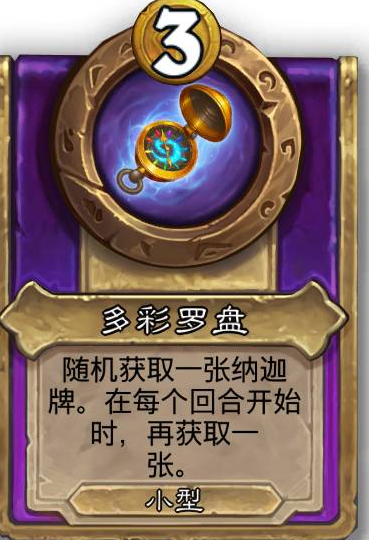 3
多彩罗盘
随机获取一张纳迦
牌。在每个回合开始
时，再获取一
张。
小型